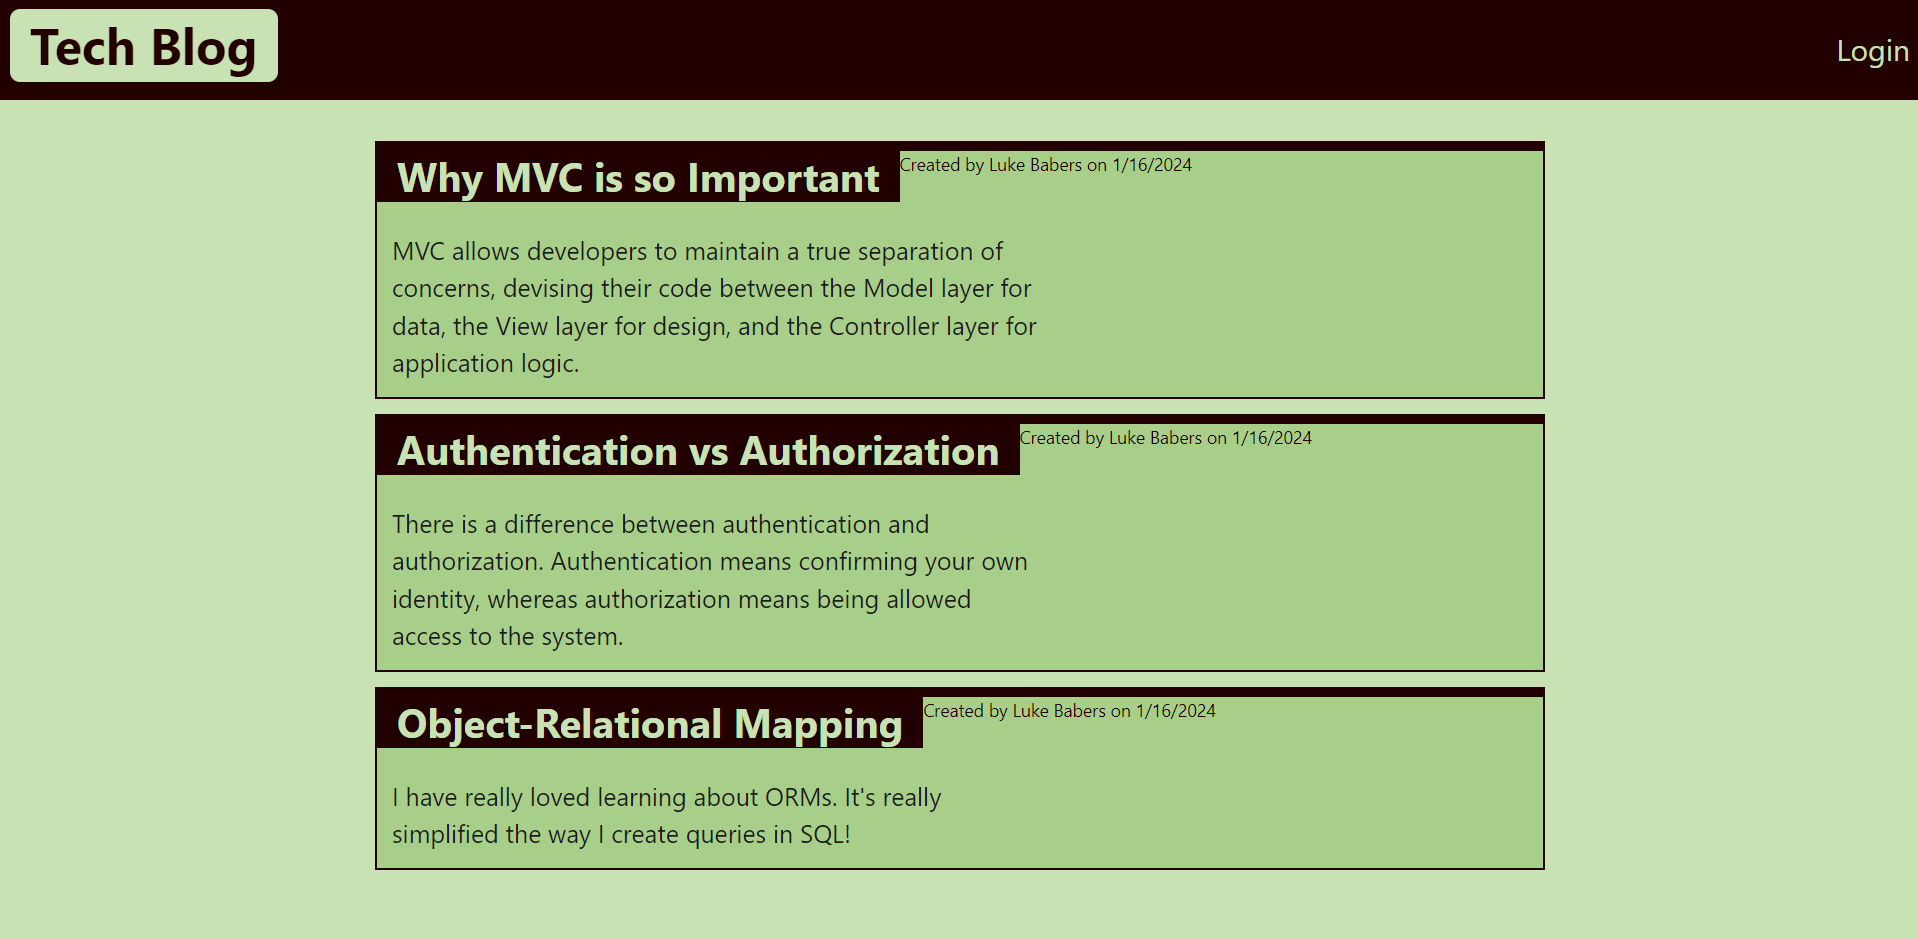 Tech Blog
Login
Why MVC is so Important
Created by Luke Babers on 1/16/2024
MVC allows developers to maintain a true separation of
concerns, devising their code between the Model layer for
data, the View layer for design, and the Controller layer for
application logic.
Authentication vs Authorization
Created by Luke Babers on 1/16/2024
There is a difference between authentication and
authorization. Authentication means confirming your own
identity, whereas authorization means being allowed
access to the system.
Object-Relational Mapping
Created by Luke Babers on 1/16/2024
I have really loved learning about ORMs. It's really
simplified the way I create queries in SQL!